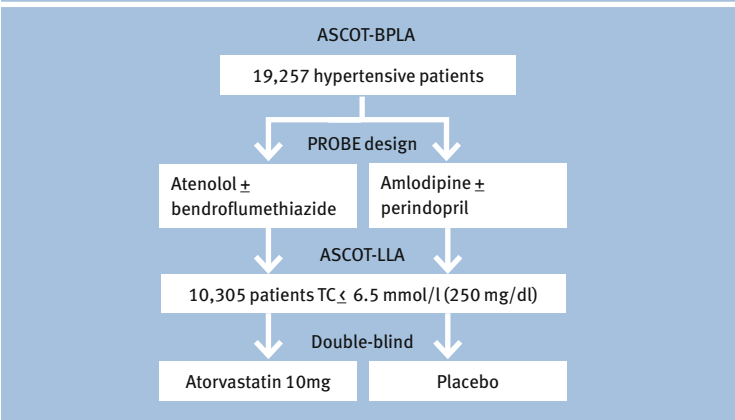 ASCOT-BPLA
19,257 hypertensive patients
PROBE design
Atenolol ±
bendroflumethiazide
Amlodipine ±
perindopril
ASCOT-LLA
10,305 patients TC ≤ 6.5 mmol/l (250 mg/dl)
Double-blind
Atorvastatin 10mg
Placebo